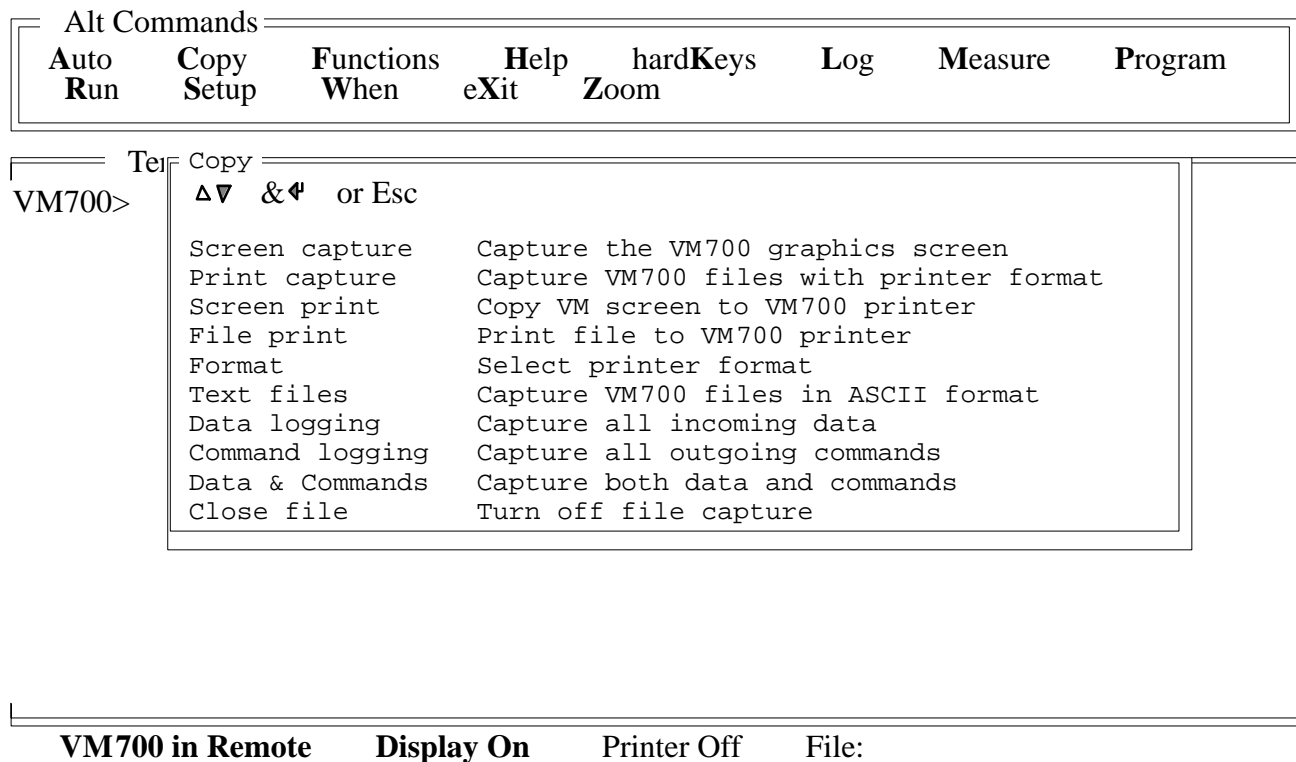 Alt Commands
Auto Copy Functions Help hardKeys Log Measure Program
Run Setup When eXit Zoom
Copy
VM700>
& or Esc
Screen capture Capture the VM700 graphics screen
Print capture Capture VM700 files with printer format
Screen print Copy VM screen to VM700 printer
File print Print file to VM700 printer
Format Select printer format
Text files Capture VM700 files in ASCII format
Data logging Capture all incoming data
Command logging Capture all outgoing commands
Data & Commands Capture both data and commands
Close file Turn off file capture
VM700 in Remote Display On Printer Off File: